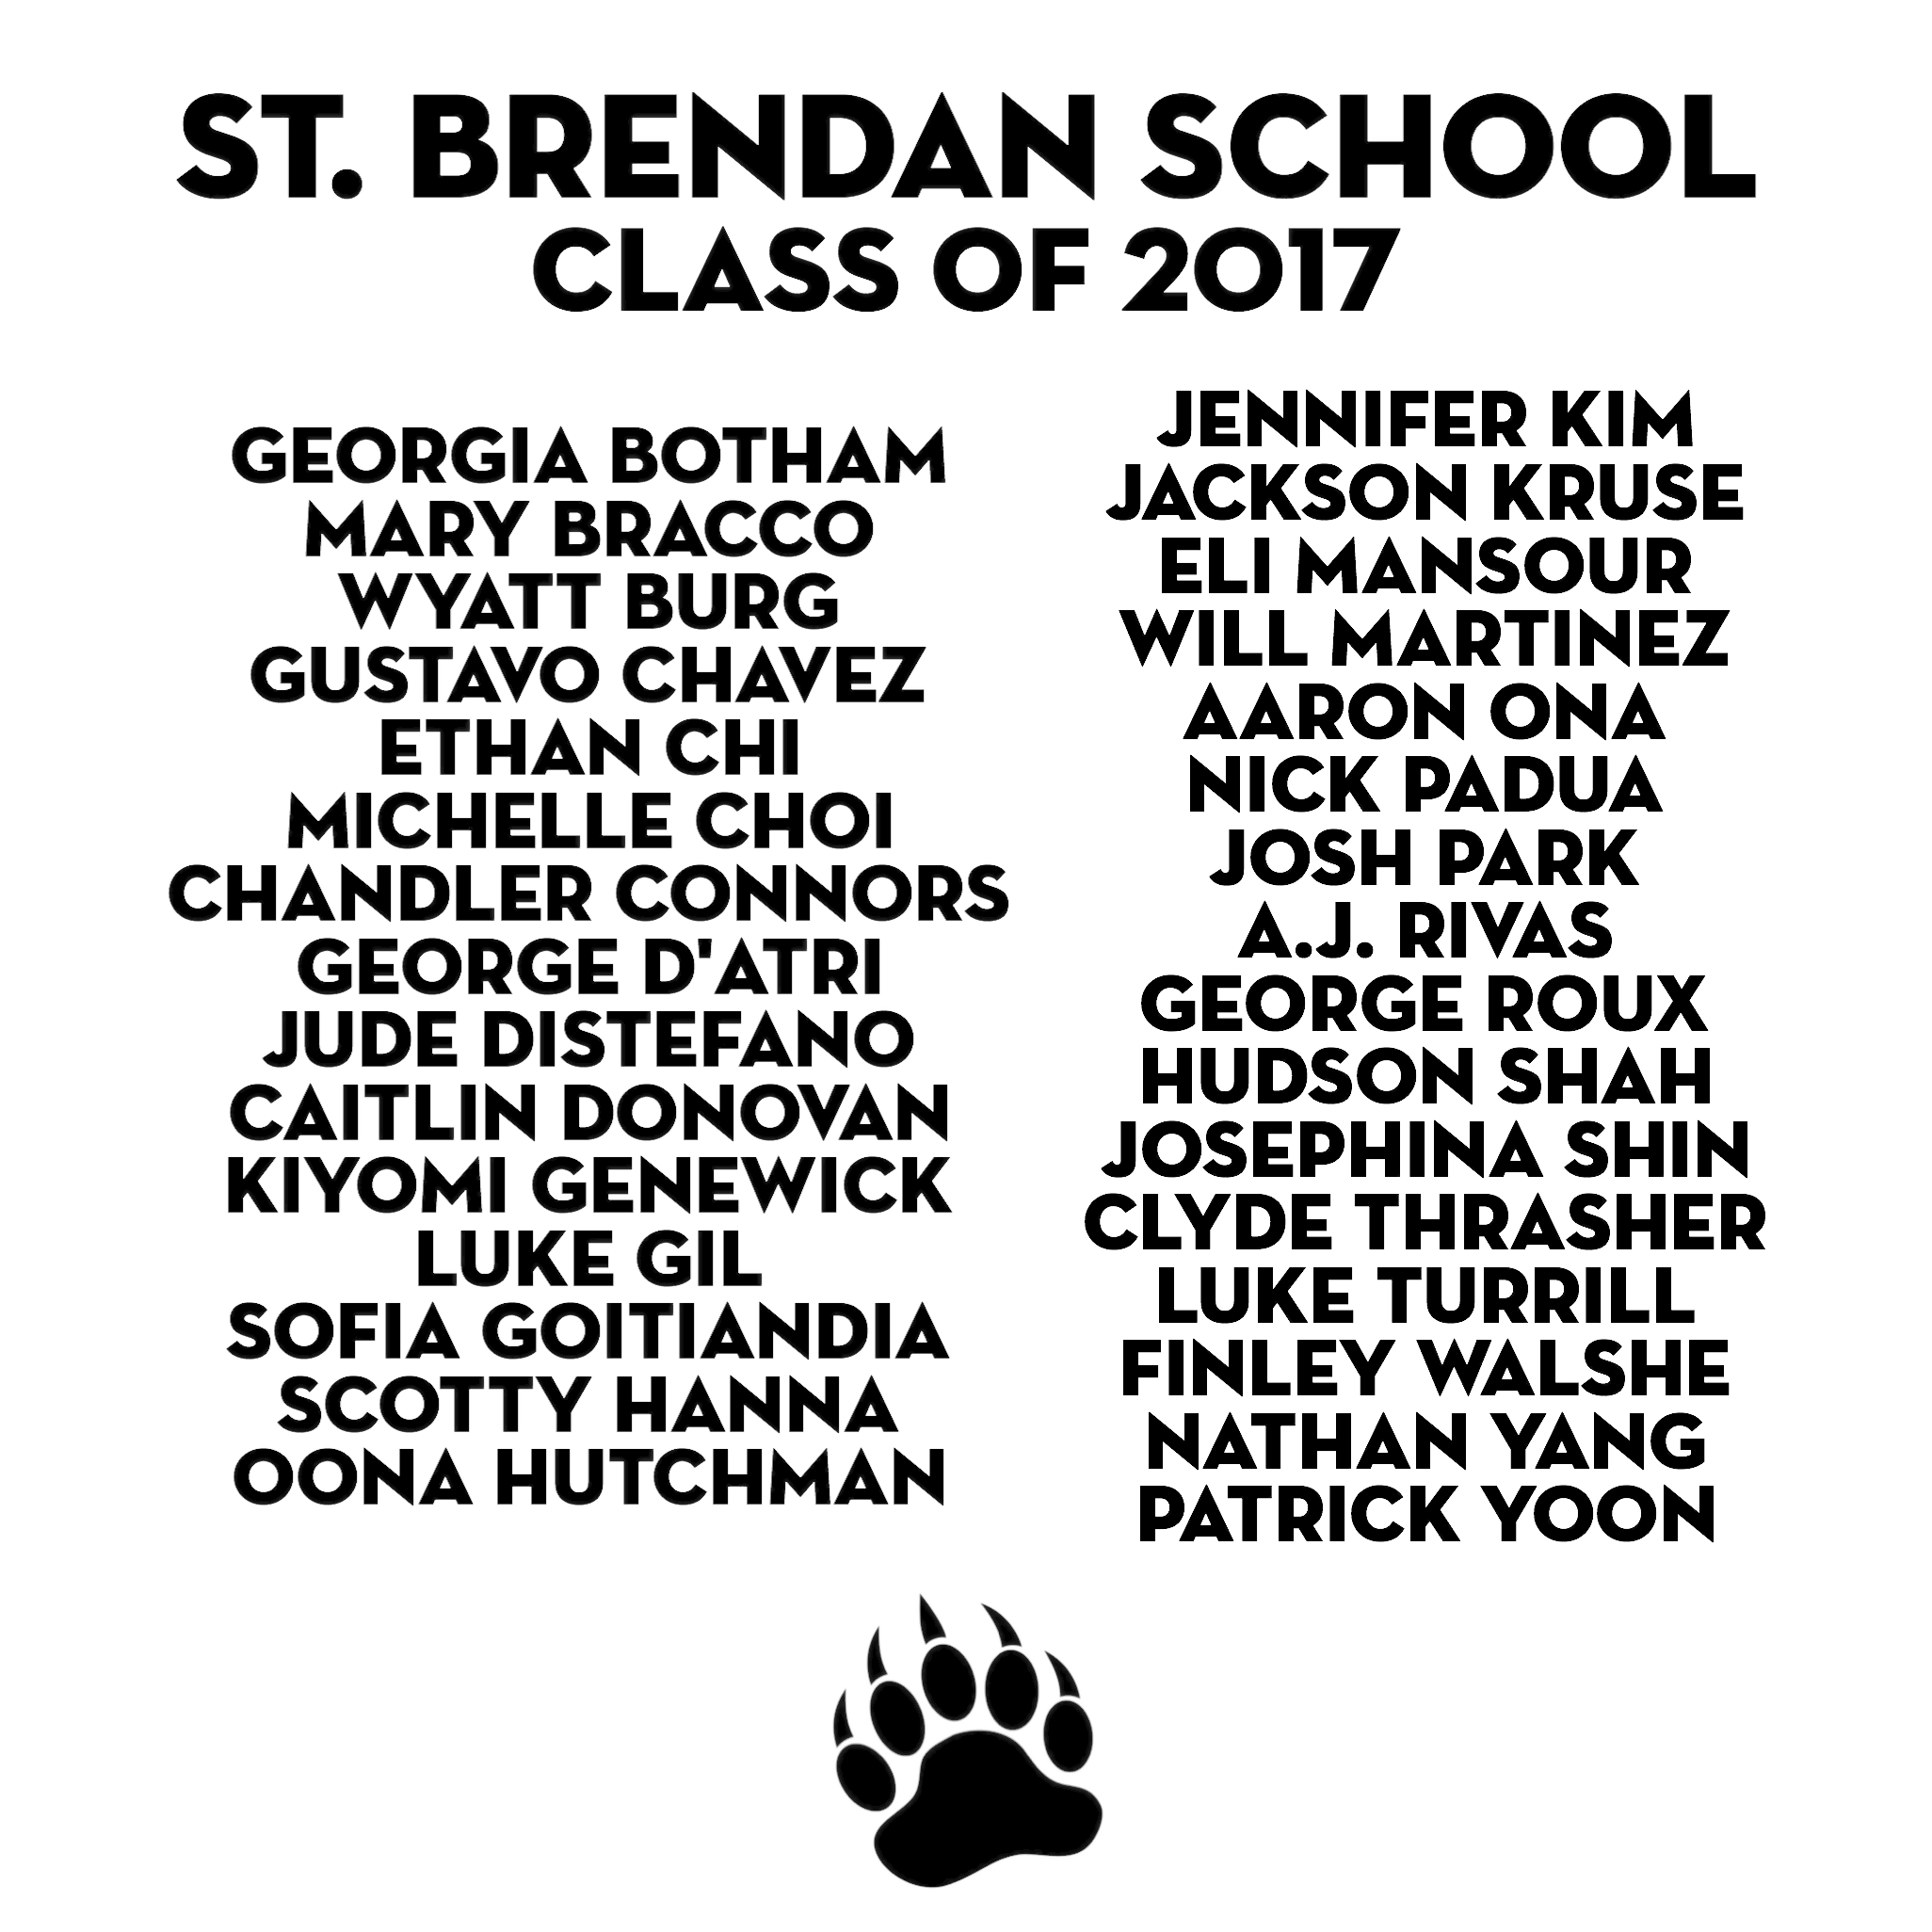 ST. BRENDAN SCHOOL
CLASS OF 2017
GEORGIA BOTHAM
MARY BRACCO
WYATT BURG
GUSTAVO CHAVEZ
ETHAN CHI
MICHELLE CHOI
CHANDLER CONNORS
GEORGE D'ATRI
JUDE DISTEFANO
CAITLIN DONOVAN
KIYOMI GENEWICK
LUKE GIL
SOFIA GOITIANDIA
SCOTTY HANNA
OONA HUTCHMAN
JENNIFER KIM
JACKSON KRUSE
ELI MANSOUR
WILL MARTINEZ
AARON ONA
NICK PADUA
JOSH PARK
A.J. RIVAS
GEORGE ROUX
HUDSON SHAH
JOSEPHINA SHIN
CLYDE THRASHER
LUKE TURRILL
FINLEY WALSHE
NATHAN YANG
PATRICK YOON